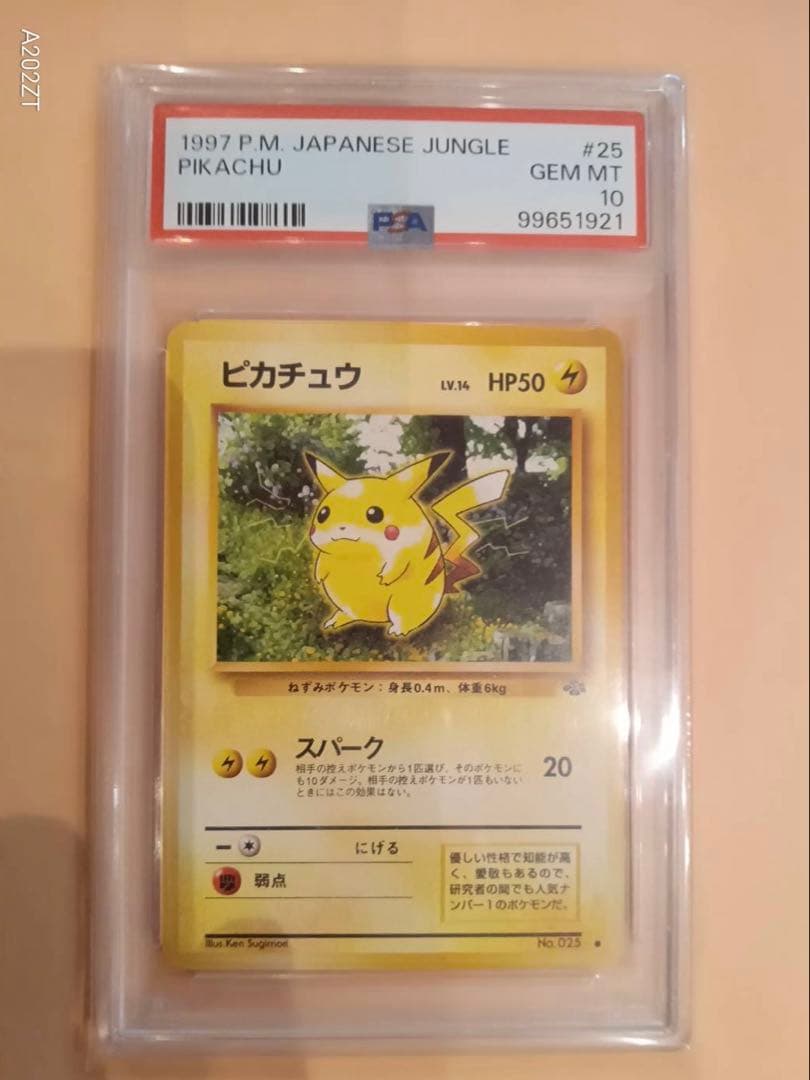 A202ZT
1997 P.M. JAPANESE JUNGLE #25
PIKACHU GEM MT
10
PSA 99651921
ピカチュウ LV.14 HP50
ねずみポケモン：身長0.4m、体重6kg
スパーク 20
相手の控えポケモンから1匹選び、そのポケモンに
も10ダメージ。相手の控えポケモンが1匹もいない
ときにはこの効果はない。
にげる
弱点
優しい性格で知能が高
く、愛敬もあるので、
研究者の間でも人気ナ
ンバー1のポケモンだ。
Illus. Ken Sugimori No. 025